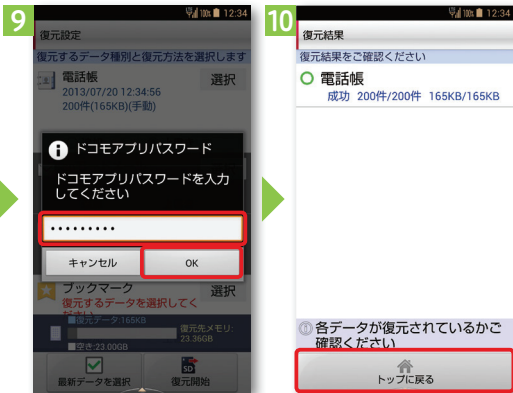 9
100% 12:34
復元設定
復元するデータ種別と復元方法を選択します
電話帳
選択
2013/07/20 12:34:56
200件(165KB)(手動)
ドコモアプリパスワード
ドコモアプリパスワードを入力
してください
•••••••••
キャンセル
OK
ブックマーク
選択
復元するデータを選択してく
ださい
■復元データ:165KB
復元先メモリ:
23.36GB
■空き:23.00GB
最新データを選択
SD
復元開始
10
100% 12:34
復元結果
復元結果をご確認ください
電話帳
成功 200件/200件 165KB/165KB
各データが復元されているかご
確認ください
トップに戻る